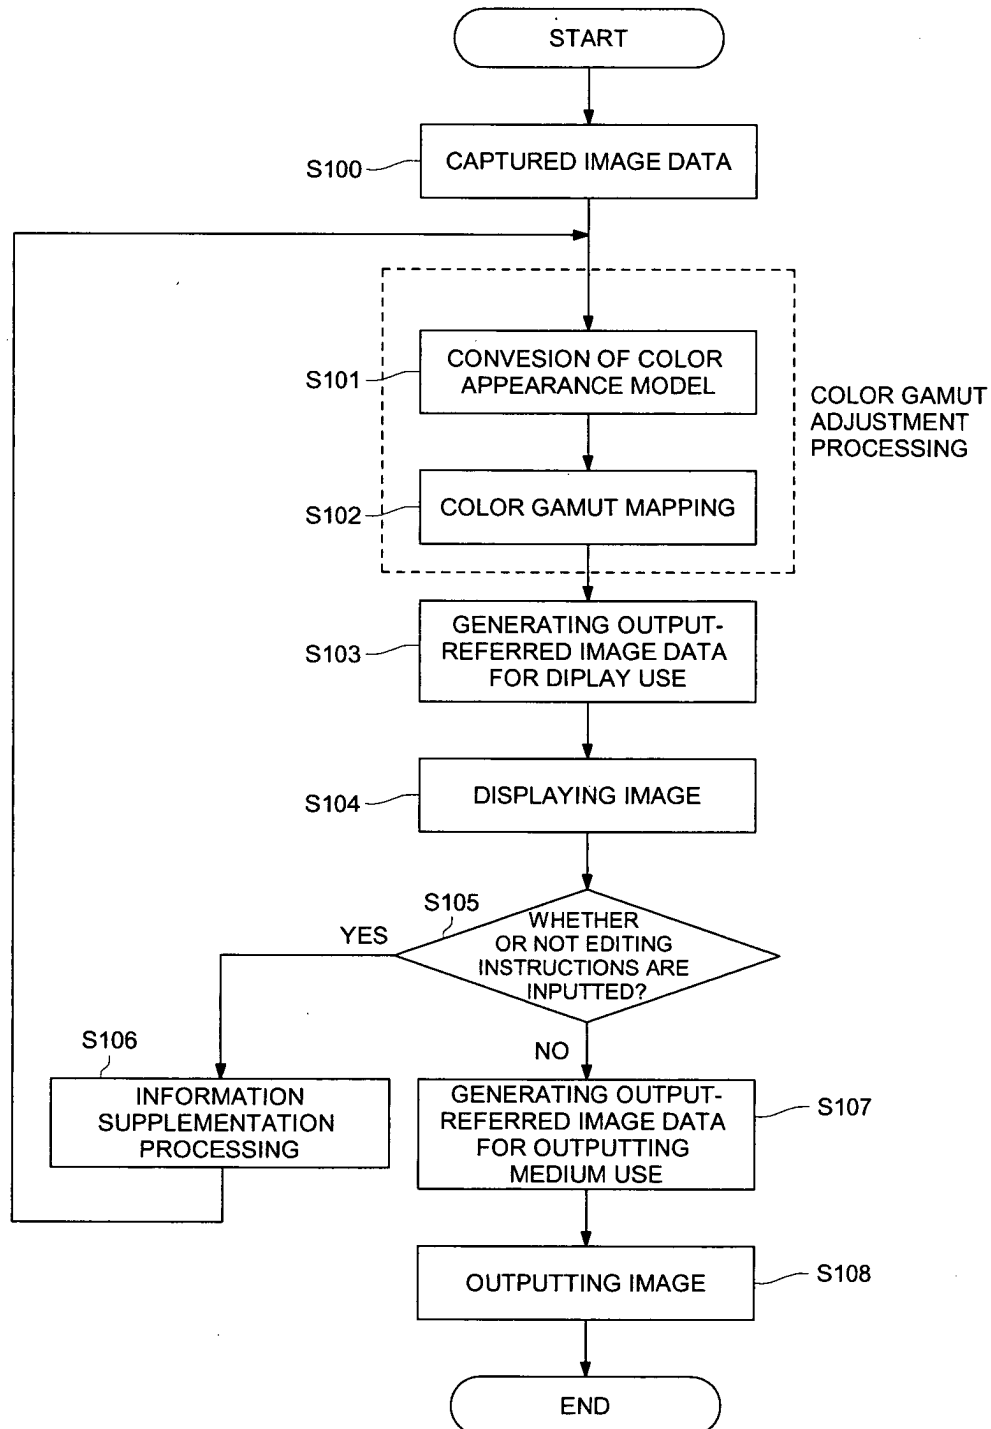 START
S100
CAPTURED IMAGE DATA
S101
CONVESION OF COLOR
APPEARANCE MODEL
COLOR GAMUT
ADJUSTMENT
PROCESSING
S102
COLOR GAMUT MAPPING
S103
GENERATING OUTPUT-
REFERRED IMAGE DATA
FOR DIPLAY USE
S104
DISPLAYING IMAGE
S105
WHETHER
OR NOT EDITING
INSTRUCTIONS ARE
INPUTTED?
YES
NO
S106
INFORMATION
SUPPLEMENTATION
PROCESSING
GENERATING OUTPUT-
REFERRED IMAGE DATA
FOR OUTPUTTING
MEDIUM USE
S107
OUTPUTTING IMAGE
S108
END